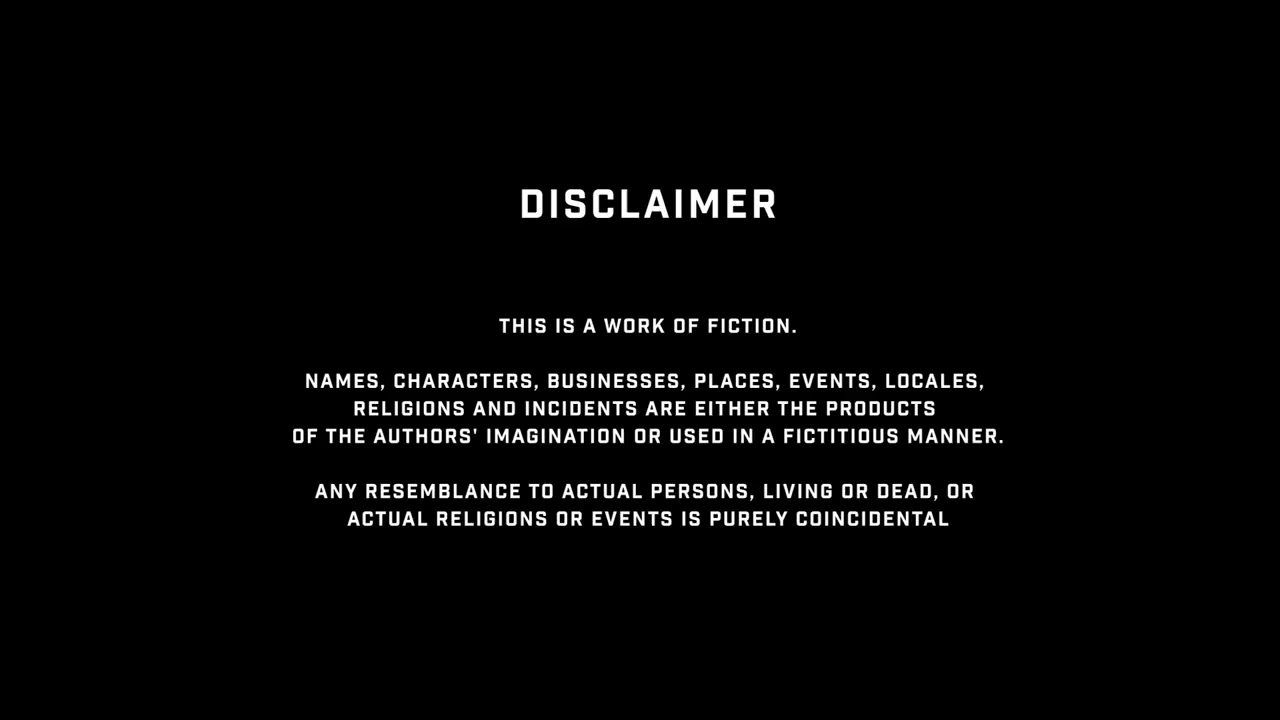 DISCLAIMER
THIS IS A WORK OF FICTION.
NAMES, CHARACTERS, BUSINESSES, PLACES, EVENTS, LOCALES,
RELIGIONS AND INCIDENTS ARE EITHER THE PRODUCTS
OF THE AUTHORS' IMAGINATION OR USED IN A FICTITIOUS MANNER.
ANY RESEMBLANCE TO ACTUAL PERSONS, LIVING OR DEAD, OR
ACTUAL RELIGIONS OR EVENTS IS PURELY COINCIDENTAL